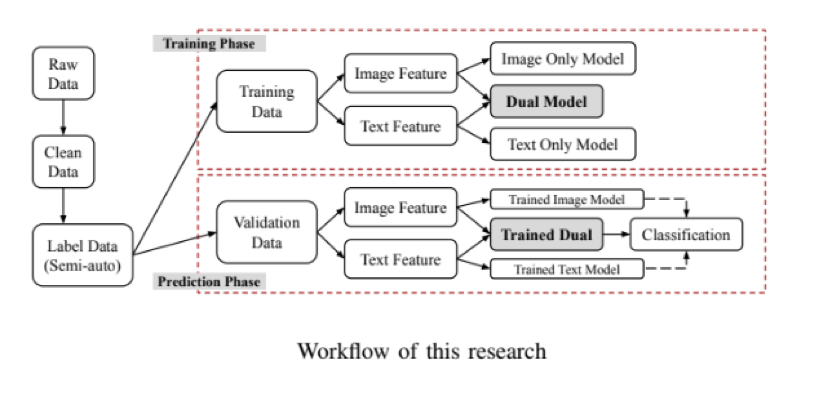 Raw
Data
Clean
Data
Label Data
(Semi-auto)
Training Phase
Training
Data
Image Feature
Text Feature
Image Only Model
Dual Model
Text Only Model
Validation
Data
Image Feature
Text Feature
Trained Image Model
Trained Dual
Trained Text Model
Classification
Prediction Phase
Workflow of this research